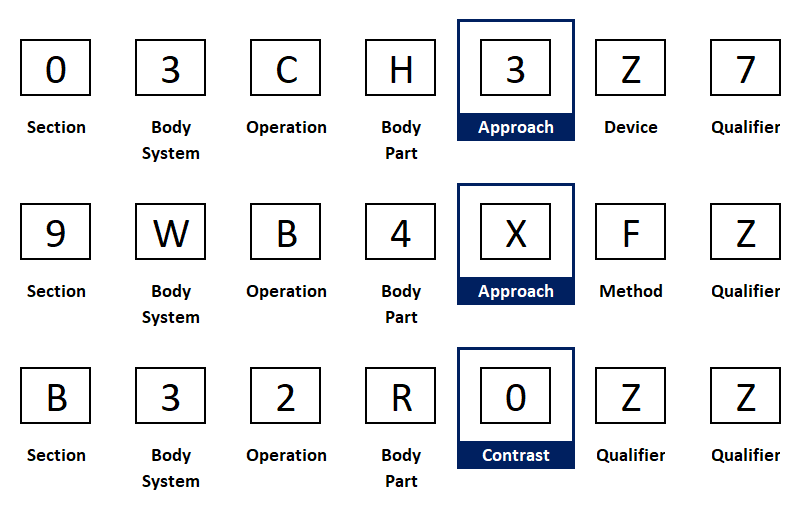 0 3 C H 3 Z 7
Section Body System Operation Body Part Approach Device Qualifier
9 W B 4 X F Z
Section Body System Operation Body Part Approach Method Qualifier
B 3 2 R 0 Z Z
Section Body System Operation Body Part Contrast Qualifier Qualifier